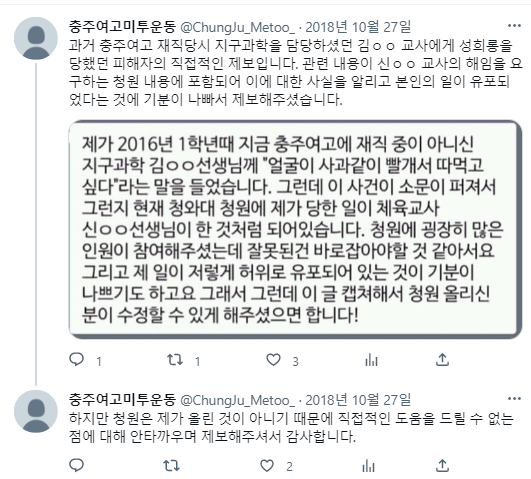 충주여고미투운동 @ChungJu_Metoo_ · 2018년 10월 27일
과거 충주여고 재직당시 지구과학을 담당하셨던 김ㅇㅇ 교사에게 성희롱을
당했던 피해자의 직접적인 제보입니다. 관련 내용이 신ㅇㅇ 교사의 해임을 요
구하는 청원 내용에 포함되어 이에 대한 사실을 알리고 본인의 일이 유포되
었다는 것에 기분이 나빠서 제보해주셨습니다.
제가 2016년 1학년때 지금 충주여고에 재직 중이 아니신
지구과학 김ㅇㅇ선생님께 "얼굴이 사과같이 빨개서 따먹고
싶다"라는 말을 들었습니다. 그런데 이 사건이 소문이 퍼져서
그런지 현재 청와대 청원에 제가 당한 일이 체육교사
신ㅇㅇ선생님이 한 것처럼 되어있습니다. 청원에 굉장히 많은
인원이 참여해주셨는데 잘못된건 바로잡아야할 것 같아서요
그리고 제 일이 저렇게 허위로 유포되어 있는 것이 기분이
나쁘기도 하고요 그래서 그런데 이 글 캡쳐해서 청원 올리신
분이 수정할 수 있게 해주셨으면 합니다!
1 1 3
충주여고미투운동 @ChungJu_Metoo_ · 2018년 10월 27일
하지만 청원은 제가 올린 것이 아니기 때문에 직접적인 도움을 드릴 수 없는
점에 대해 안타까우며 제보해주셔서 감사합니다.
2